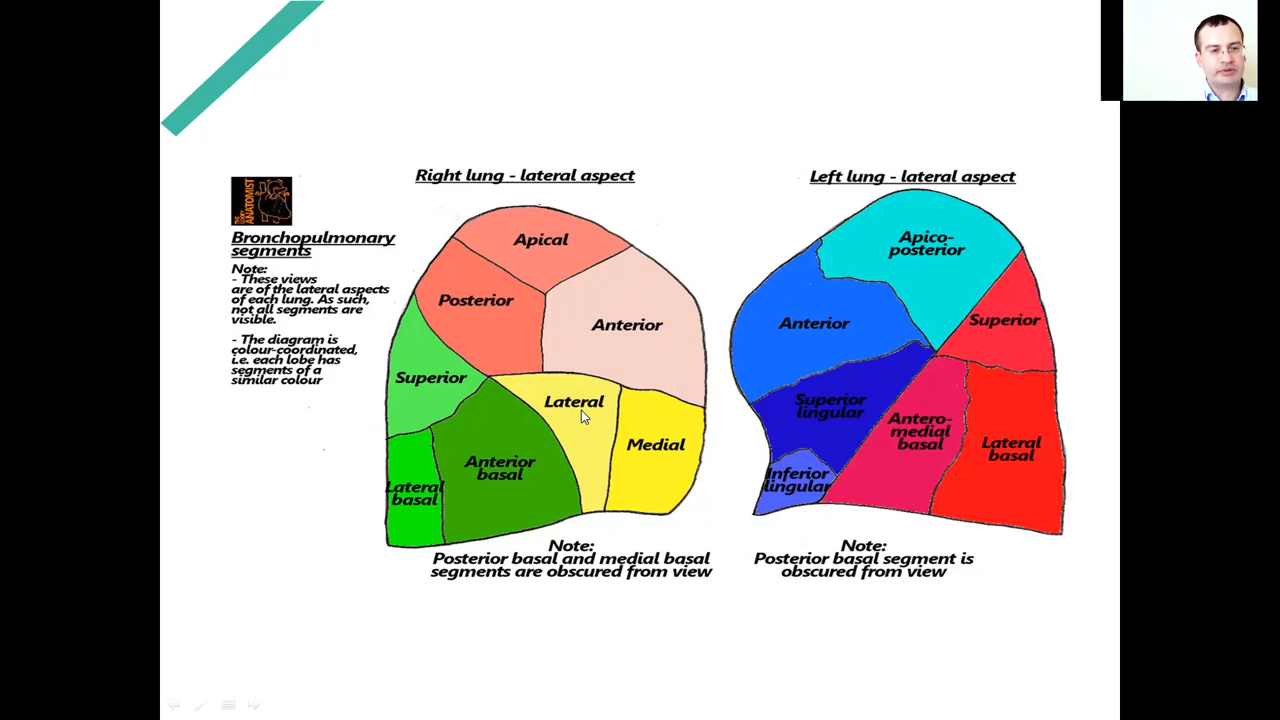 Right lung - lateral aspect
Left lung - lateral aspect
THE
GORY
ANATOMIST
Bronchopulmonary
segments
Note:
- These views
are of the lateral aspects
of each lung. As such,
not all segments are
visible.
- The diagram is
colour-coordinated,
i.e. each lobe has
segments of a
similar colour
Apical
Posterior
Anterior
Superior
Lateral
Medial
Anterior
basal
Lateral
basal
Note:
Posterior basal and medial basal
segments are obscured from view
Apico-
posterior
Anterior
Superior
Superior
lingular
Antero-
medial
basal
Lateral
basal
Inferior
lingular
Note:
Posterior basal segment is
obscured from view